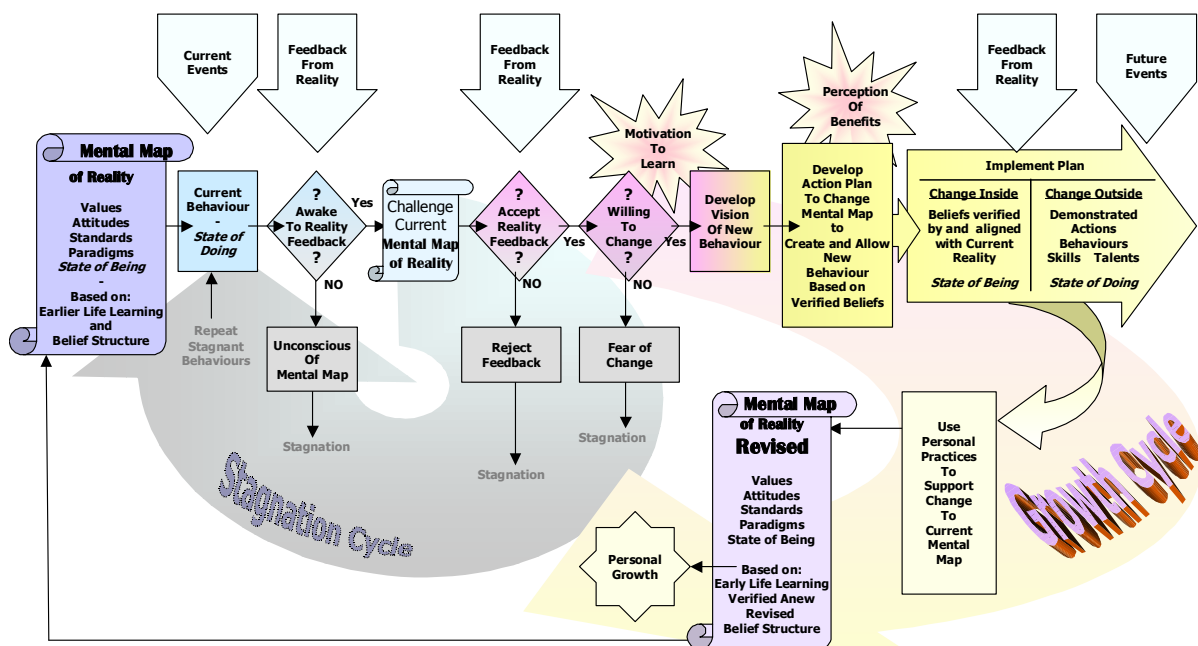 Current
Events
Feedback
From
Reality
Feedback
From
Reality
Feedback
From
Reality
Future
Events
Perception
Of
Benefits
Motivation
To
Learn
Mental Map
of Reality
Values
Attitudes
Standards
Paradigms
State of Being
-
Based on:
Earlier Life Learning
and
Belief Structure
Current
Behaviour
-
State of
Doing
?
Awake
To Reality
Feedback
?
Yes
NO
Challenge
Current
Mental Map
of Reality
?
Accept
Reality
Feedback
?
Yes
NO
?
Willing
To
Change
?
Yes
NO
Develop
Vision
Of New
Behaviour
Develop
Action Plan
To Change
Mental Map
to
Create and Allow
New
Behaviour
Based on
Verified Beliefs
Implement Plan
Change Inside
Beliefs verified
by and aligned
with Current
Reality
State of Being
Change Outside
Demonstrated
Actions
Behaviours
Skills Talents
State of Doing
Repeat
Stagnant
Behaviours
Unconscious
Of
Mental Map
Stagnation
Reject
Feedback
Stagnation
Fear of
Change
Stagnation
Stagnation Cycle
Growth Cycle
Use
Personal
Practices
To
Support
Change
To
Current
Mental
Map
Mental Map
of Reality
Revised
Values
Attitudes
Standards
Paradigms
State of Being
Based on:
Early Life Learning
Verified Anew
Revised
Belief Structure
Personal
Growth